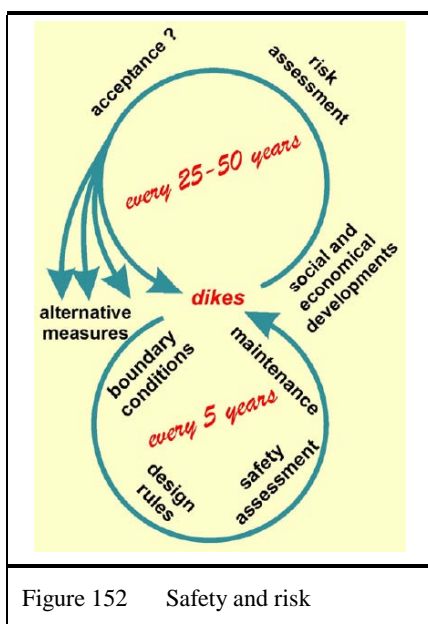 acceptance ?
risk
assessment
every 25-50 years
social and
economical
developments
dikes
alternative
measures
boundary
conditions
maintenance
every 5 years
design
rules
safety
assessment
Figure 152 Safety and risk